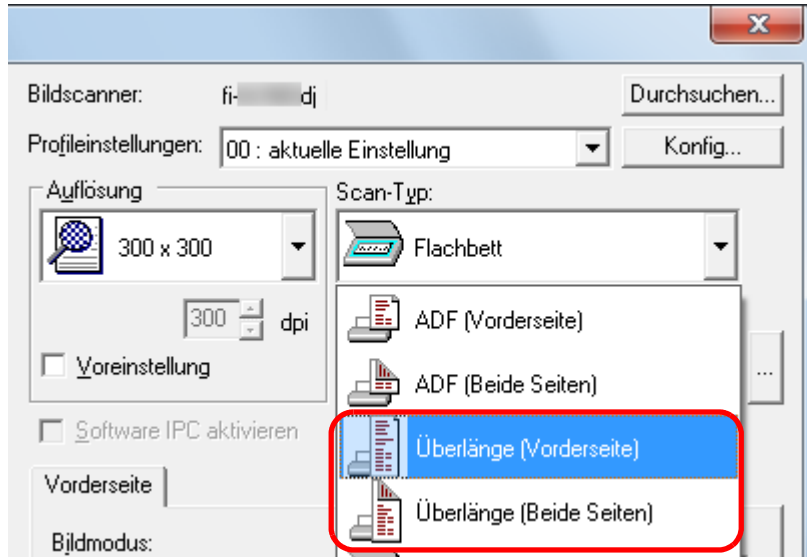 Bildscanner: fi- dj Durchsuchen...
Profileinstellungen: 00 : aktuelle Einstellung Konfig...
Auflösung Scan-Typ:
300 x 300 Flachbett
300 dpi ADF (Vorderseite)
Voreinstellung ...
ADF (Beide Seiten)
Software IPC aktivieren Überlänge (Vorderseite)
Vorderseite
Überlänge (Beide Seiten)
Bildmodus: